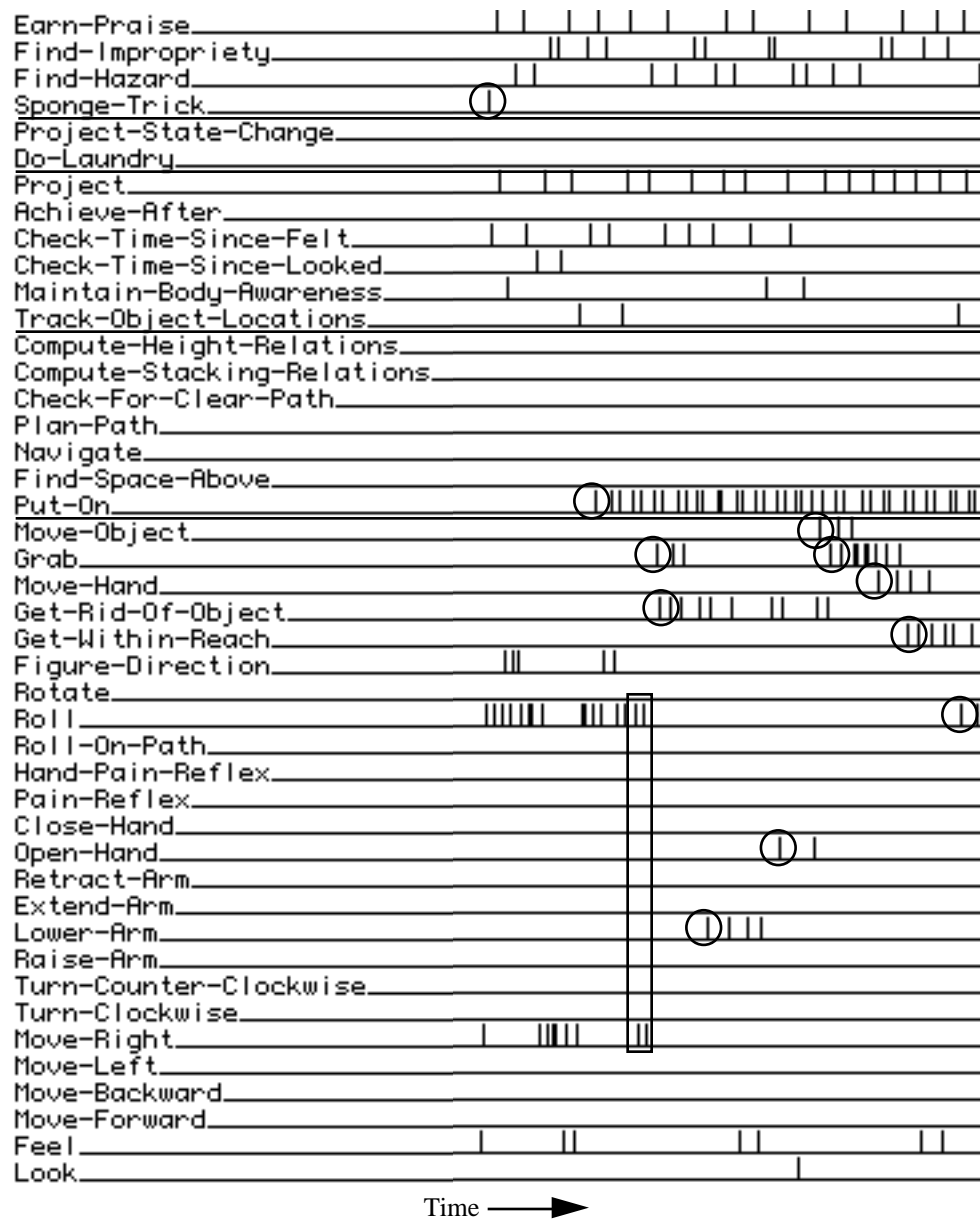 Earn-Praise
Find-Impropriety
Find-Hazard
Sponge-Trick
Project-State-Change
Do-Laundry
Project
Achieve-After
Check-Time-Since-Felt
Check-Time-Since-Looked
Maintain-Body-Awareness
Track-Object-Locations
Compute-Height-Relations
Compute-Stacking-Relations
Check-For-Clear-Path
Plan-Path
Navigate
Find-Space-Above
Put-On
Move-Object
Grab
Move-Hand
Get-Rid-Of-Object
Get-Within-Reach
Figure-Direction
Rotate
Roll
Roll-On-Path
Hand-Pain-Reflex
Pain-Reflex
Close-Hand
Open-Hand
Retract-Arm
Extend-Arm
Lower-Arm
Raise-Arm
Turn-Counter-Clockwise
Turn-Clockwise
Move-Right
Move-Left
Move-Backward
Move-Forward
Feel
Look
Time